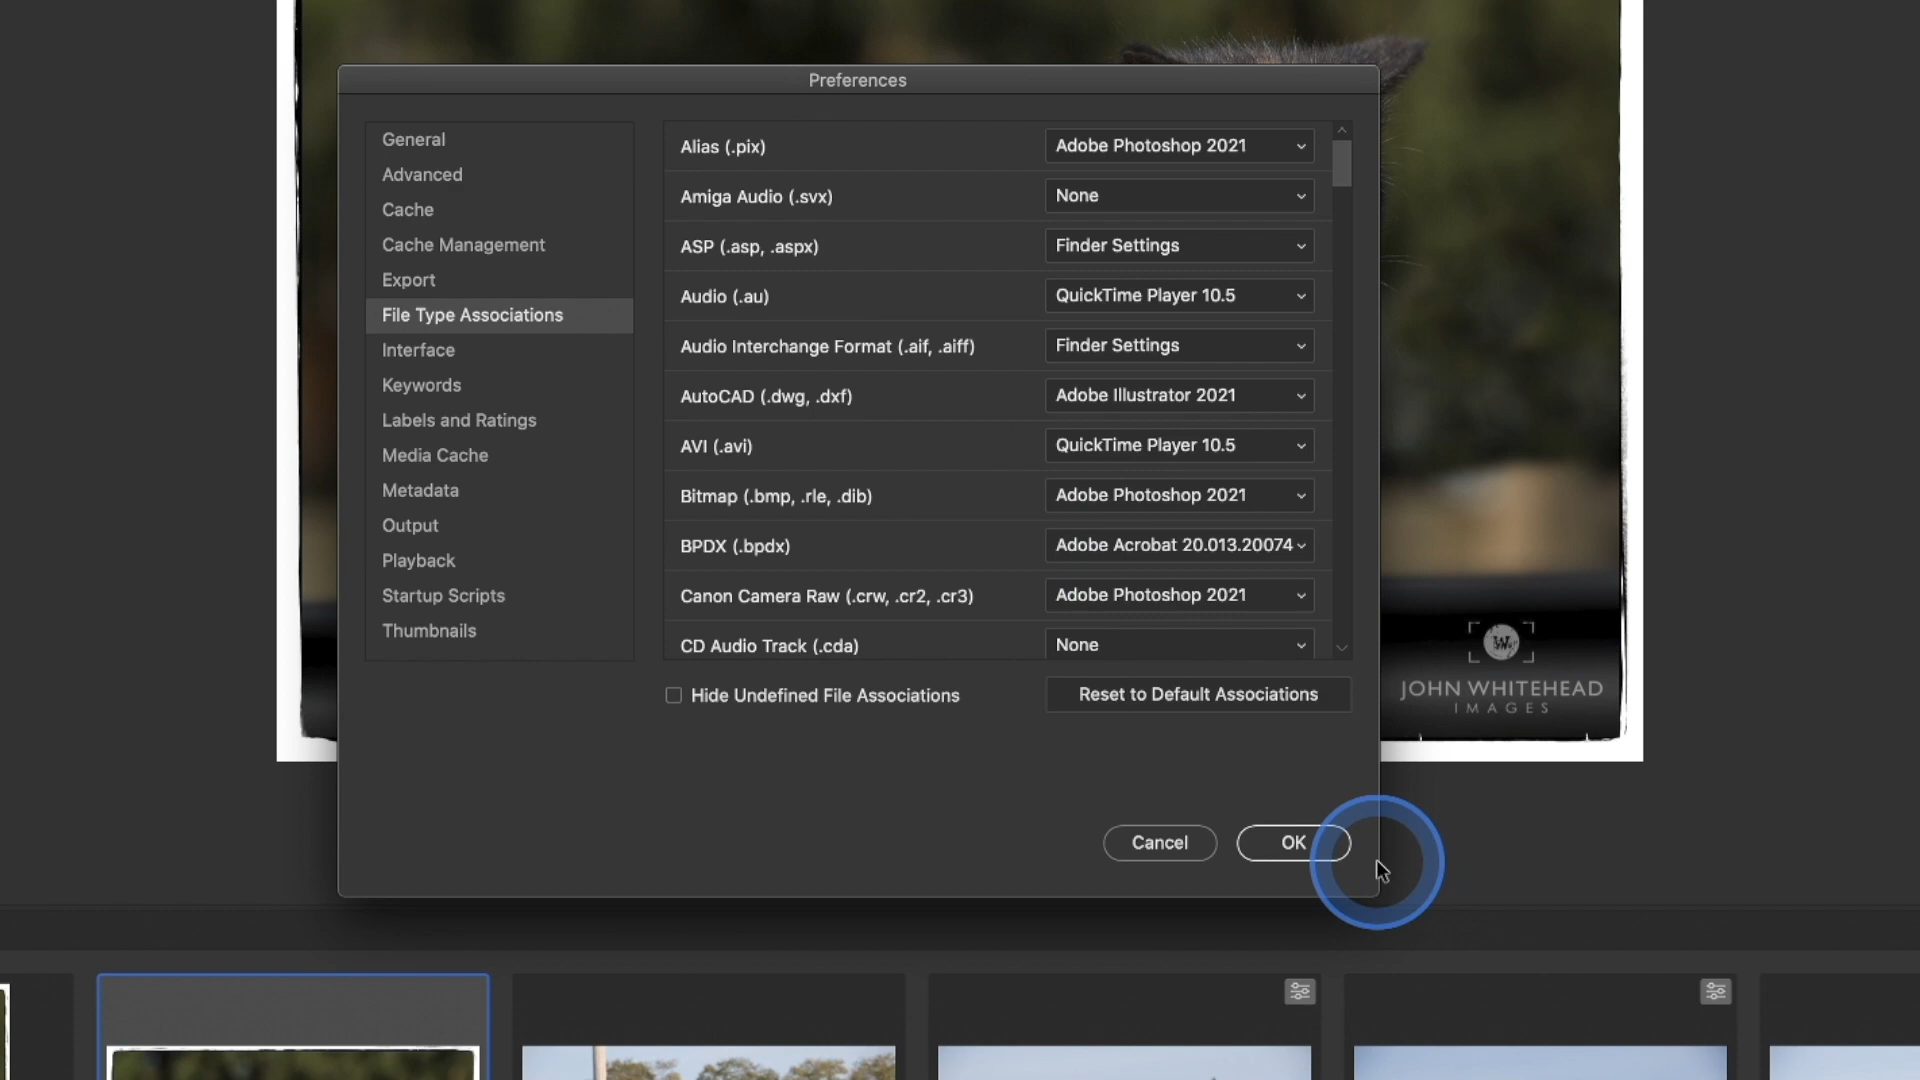 Preferences
General
Advanced
Cache
Cache Management
Export
File Type Associations
Interface
Keywords
Labels and Ratings
Media Cache
Metadata
Output
Playback
Startup Scripts
Thumbnails
Alias (.pix) Adobe Photoshop 2021
Amiga Audio (.svx) None
ASP (.asp, .aspx) Finder Settings
Audio (.au) QuickTime Player 10.5
Audio Interchange Format (.aif, .aiff) Finder Settings
AutoCAD (.dwg, .dxf) Adobe Illustrator 2021
AVI (.avi) QuickTime Player 10.5
Bitmap (.bmp, .rle, .dib) Adobe Photoshop 2021
BPDX (.bpdx) Adobe Acrobat 20.013.20074
Canon Camera Raw (.crw, .cr2, .cr3) Adobe Photoshop 2021
CD Audio Track (.cda) None
Hide Undefined File Associations
Reset to Default Associations
Cancel
OK
W
JOHN WHITEHEAD
IMAGES